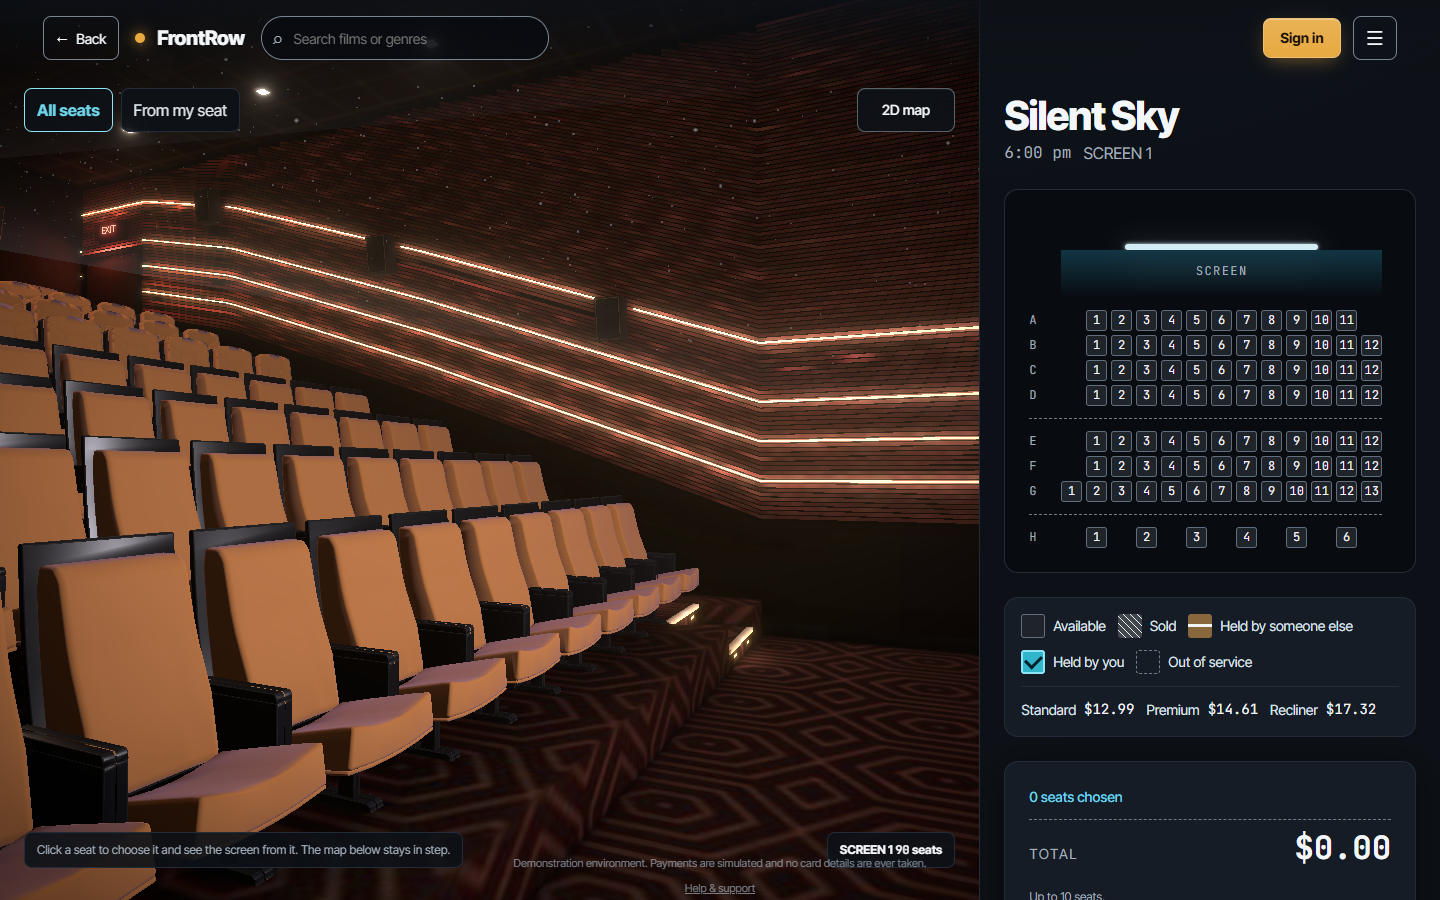 ← Back
FrontRow
Search films or genres
Sign in
All seats
From my seat
2D map
EXIT
Click a seat to choose it and see the screen from it. The map below stays in step.
SCREEN 1 90 seats
Demonstration environment. Payments are simulated and no card details are ever taken.
Help & support
Silent Sky
6:00 pm SCREEN 1
SCREEN
A 1 2 3 4 5 6 7 8 9 10 11
B 1 2 3 4 5 6 7 8 9 10 11 12
C 1 2 3 4 5 6 7 8 9 10 11 12
D 1 2 3 4 5 6 7 8 9 10 11 12
E 1 2 3 4 5 6 7 8 9 10 11 12
F 1 2 3 4 5 6 7 8 9 10 11 12
G 1 2 3 4 5 6 7 8 9 10 11 12 13
H 1 2 3 4 5 6
Available Sold Held by someone else
Held by you Out of service
Standard $12.99 Premium $14.61 Recliner $17.32
0 seats chosen
TOTAL $0.00
Up to 10 seats.